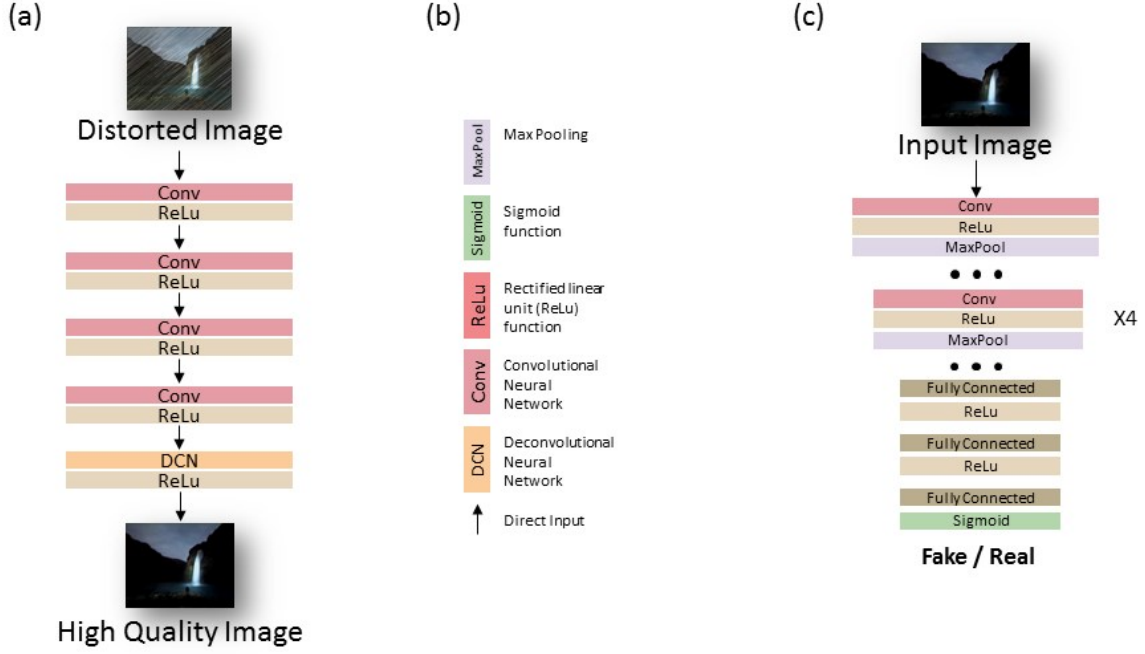 (a)
Distorted Image
Conv
ReLu
Conv
ReLu
Conv
ReLu
Conv
ReLu
DCN
ReLu
High Quality Image
(b)
MaxPool
Max Pooling
Sigmoid
Sigmoid
function
ReLu
Rectified linear
unit (ReLu)
function
Conv
Convolutional
Neural
Network
DCN
Deconvolutional
Neural
Network
Direct Input
(c)
Input Image
Conv
ReLu
MaxPool
• • •
Conv
ReLu
MaxPool
X4
• • •
Fully Connected
ReLu
Fully Connected
ReLu
Fully Connected
Sigmoid
Fake / Real